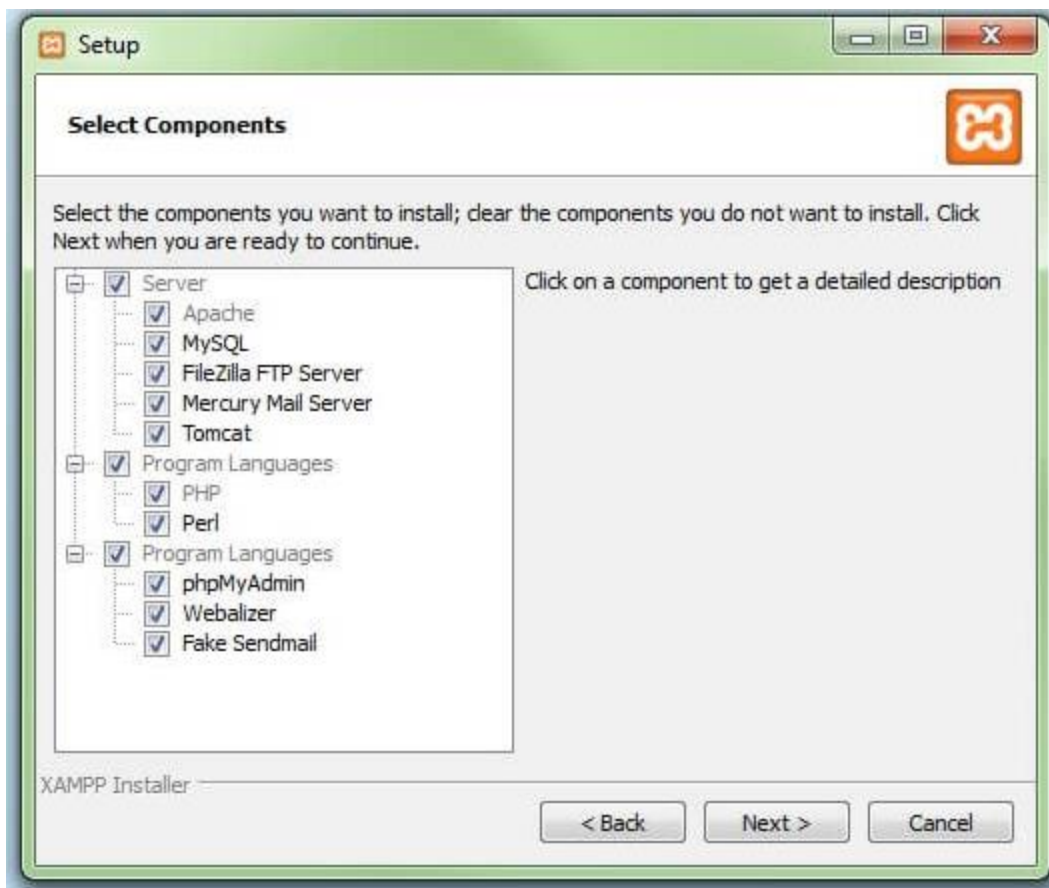 Setup
Select Components
Select the components you want to install; clear the components you do not want to install. Click
Next when you are ready to continue.
Server
Apache
MySQL
FileZilla FTP Server
Mercury Mail Server
Tomcat
Program Languages
PHP
Perl
Program Languages
phpMyAdmin
Webalizer
Fake Sendmail
Click on a component to get a detailed description
XAMPP Installer
< Back
Next >
Cancel